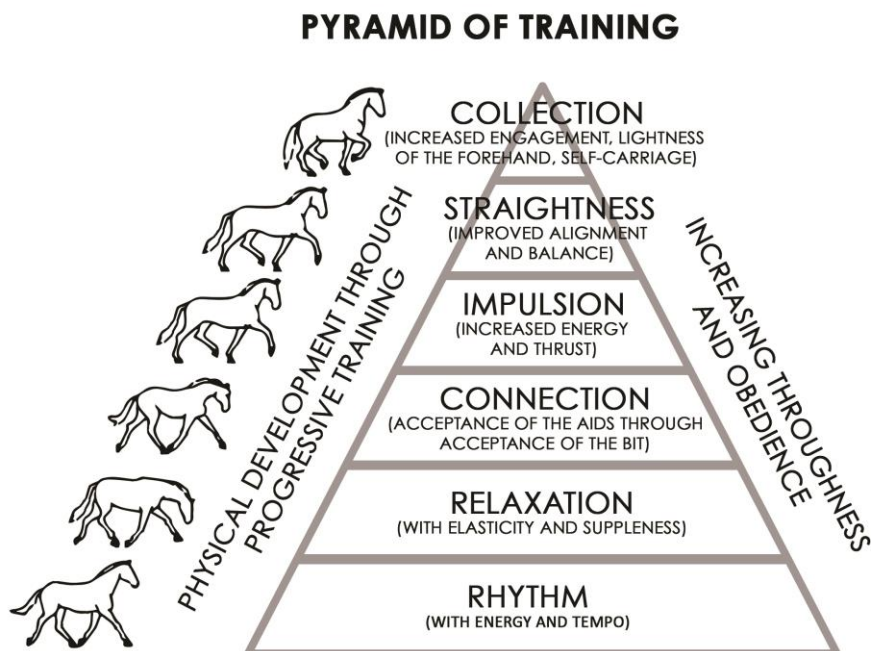 PYRAMID OF TRAINING
COLLECTION
(INCREASED ENGAGEMENT, LIGHTNESS
OF THE FOREHAND, SELF-CARRIAGE)
STRAIGHTNESS
(IMPROVED ALIGNMENT
AND BALANCE)
IMPULSION
(INCREASED ENERGY
AND THRUST)
CONNECTION
(ACCEPTANCE OF THE AIDS THROUGH
ACCEPTANCE OF THE BIT)
RELAXATION
(WITH ELASTICITY AND SUPPLENESS)
RHYTHM
(WITH ENERGY AND TEMPO)
PHYSICAL DEVELOPMENT THROUGH
PROGRESSIVE TRAINING
INCREASING THROUGHNESS
AND OBEDIENCE